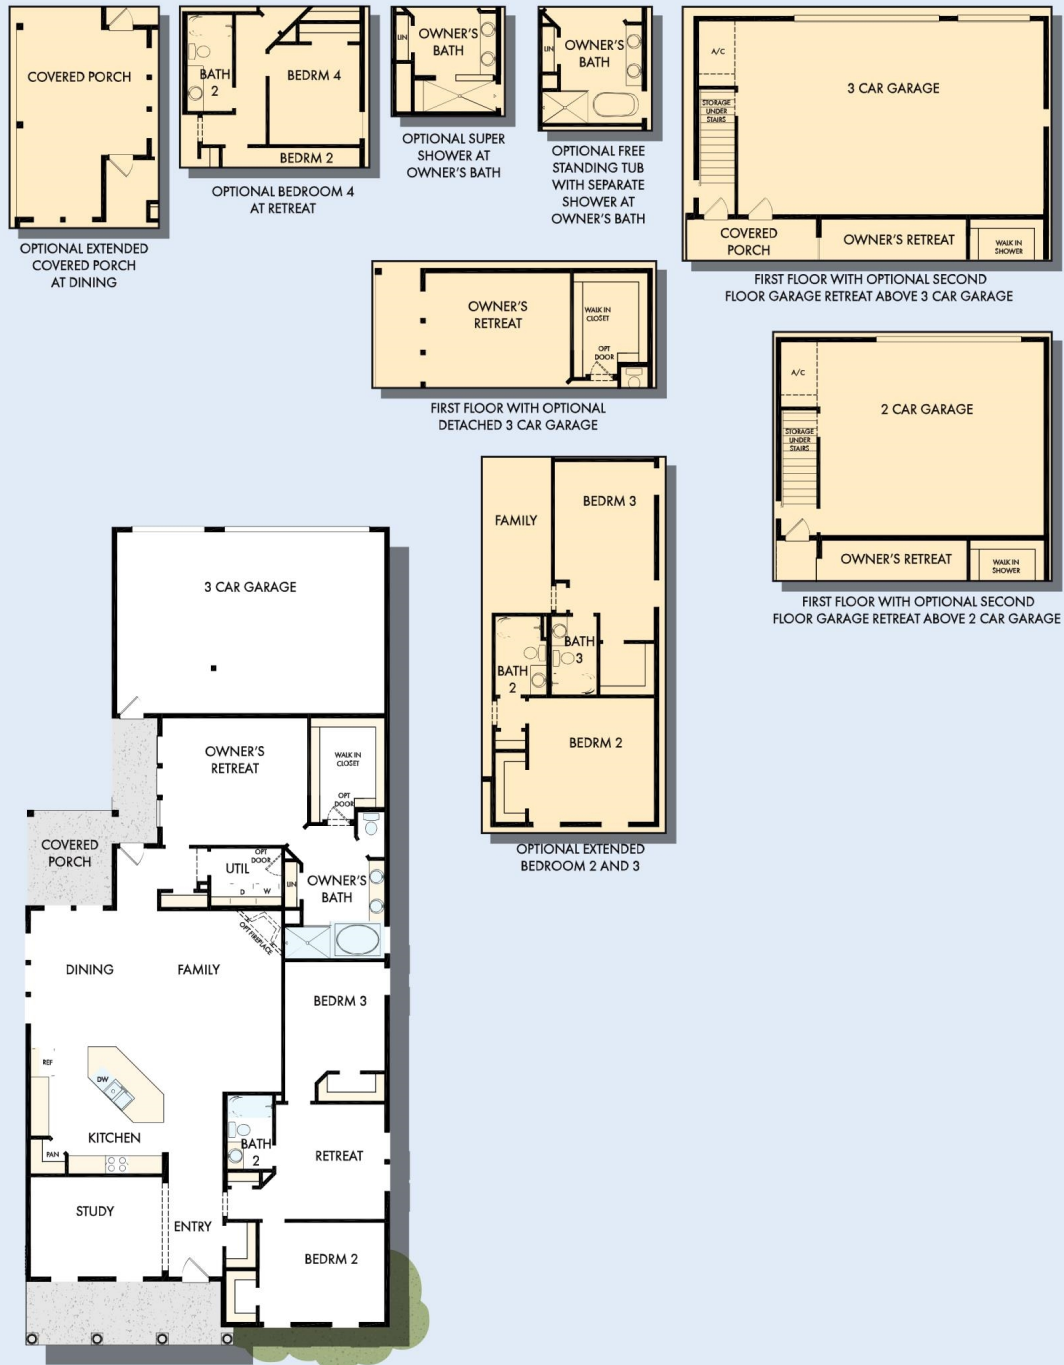 COVERED PORCH
OPTIONAL EXTENDED
COVERED PORCH
AT DINING
BATH
2
BEDRM 4
BEDRM 2
OPTIONAL BEDROOM 4
AT RETREAT
LIN
OWNER'S
BATH
OPTIONAL SUPER
SHOWER AT
OWNER'S BATH
LIN
OWNER'S
BATH
OPTIONAL FREE
STANDING TUB
WITH SEPARATE
SHOWER AT
OWNER'S BATH
A/C
STORAGE
UNDER
STAIRS
3 CAR GARAGE
COVERED
PORCH
OWNER'S RETREAT
WALK IN
SHOWER
FIRST FLOOR WITH OPTIONAL SECOND
FLOOR GARAGE RETREAT ABOVE 3 CAR GARAGE
OWNER'S
RETREAT
WALK IN
CLOSET
OPT
DOOR
FIRST FLOOR WITH OPTIONAL
DETACHED 3 CAR GARAGE
A/C
STORAGE
UNDER
STAIRS
2 CAR GARAGE
OWNER'S RETREAT
WALK IN
SHOWER
FIRST FLOOR WITH OPTIONAL SECOND
FLOOR GARAGE RETREAT ABOVE 2 CAR GARAGE
FAMILY
BEDRM 3
BATH
3
BATH
2
BEDRM 2
OPTIONAL EXTENDED
BEDROOM 2 AND 3
3 CAR GARAGE
OWNER'S
RETREAT
WALK IN
CLOSET
OPT
DOOR
COVERED
PORCH
UTIL
OPT
DOOR
D
W
LIN
OWNER'S
BATH
OPT FIREPLACE
DINING
FAMILY
BEDRM 3
REF
DW
KITCHEN
PAN
BATH
2
RETREAT
STUDY
ENTRY
BEDRM 2